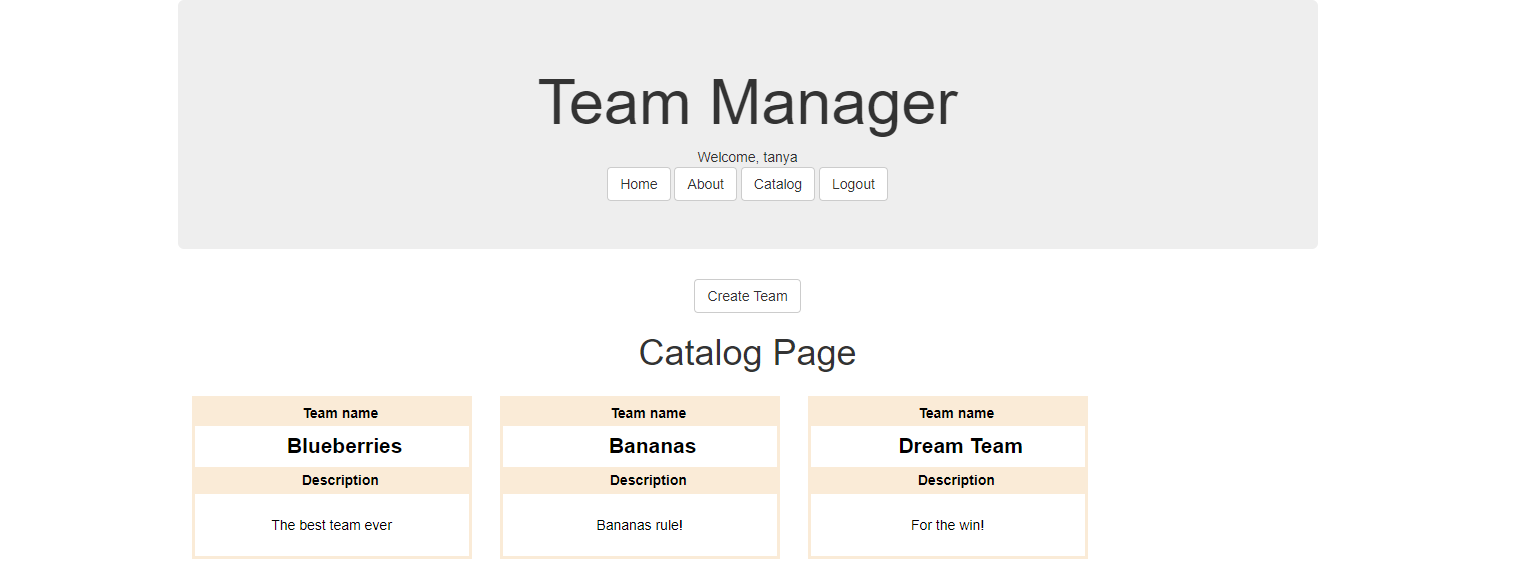 Team Manager
Welcome, tanya
Home About Catalog Logout
Create Team
Catalog Page
Team name Team name Team name
Blueberries Bananas Dream Team
Description Description Description
The best team ever Bananas rule! For the win!